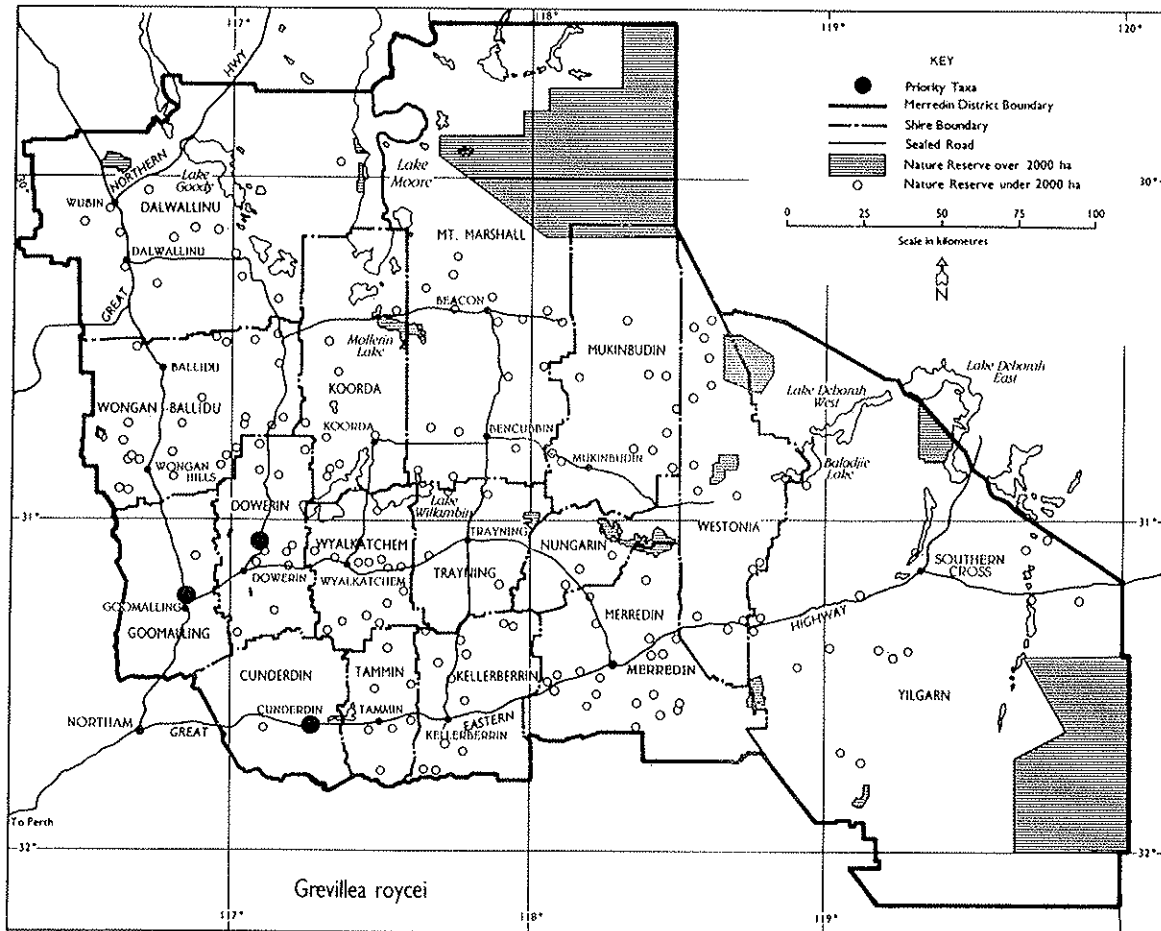 117°
118°
119°
120°
HWY
KEY
Priority Taxa
Merredin District Boundary
Shire Boundary
Sealed Road
Nature Reserve over 2000 ha
Nature Reserve under 2000 ha
0 25 50 75 100
Scale in kilometres
N
30°
30°
NORTHERN
Lake
Goody
Lake
Moore
WUBIN
DALWALLINU
MT. MARSHALL
DALWALLINU
GREAT
BEACON
Mollerin
Lake
MUKINBUDIN
BALLIDU
KOORDA
Lake Deborah
West
Lake Deborah
East
WONGAN
BALLIDU
KOORDA
BENCUBBIN
MUKINBUDIN
Baladjie
Lake
WONGAN
HILLS
DOWERIN
Lake
Wilkambin
31°
31°
WYALKATCHEM
TRAYNING
NUNGARIN
WESTONIA
DOWERIN
WYALKATCHEM
TRAYNING
SOUTHERN
CROSS
GOOMALLING
GOOMALLING
MERREDIN
HIGHWAY
CUNDERDIN
TAMMIN
KELLERBERRIN
MERREDIN
YILGARN
NORTHAM
GREAT
CUNDERDIN
TAMMIN
KELLERBERRIN
EASTERN
To Perth
32°
32°
Grevillea roycei
117°
118°
119°